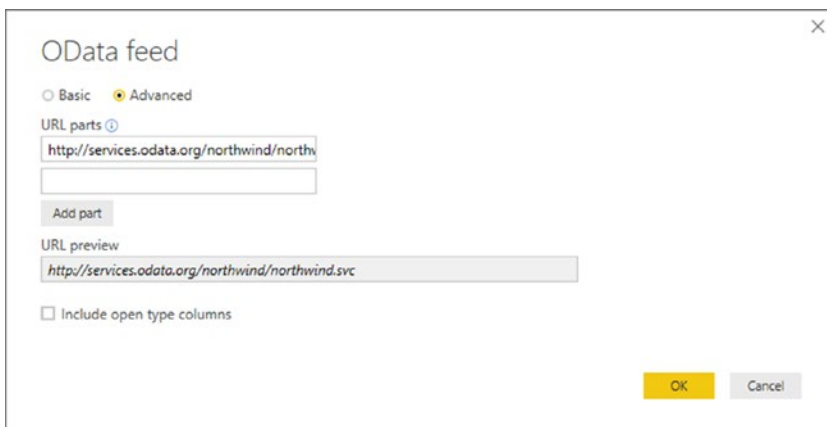 OData feed
Basic Advanced
URL parts
http://services.odata.org/northwind/northw
Add part
URL preview
http://services.odata.org/northwind/northwind.svc
Include open type columns
OK Cancel